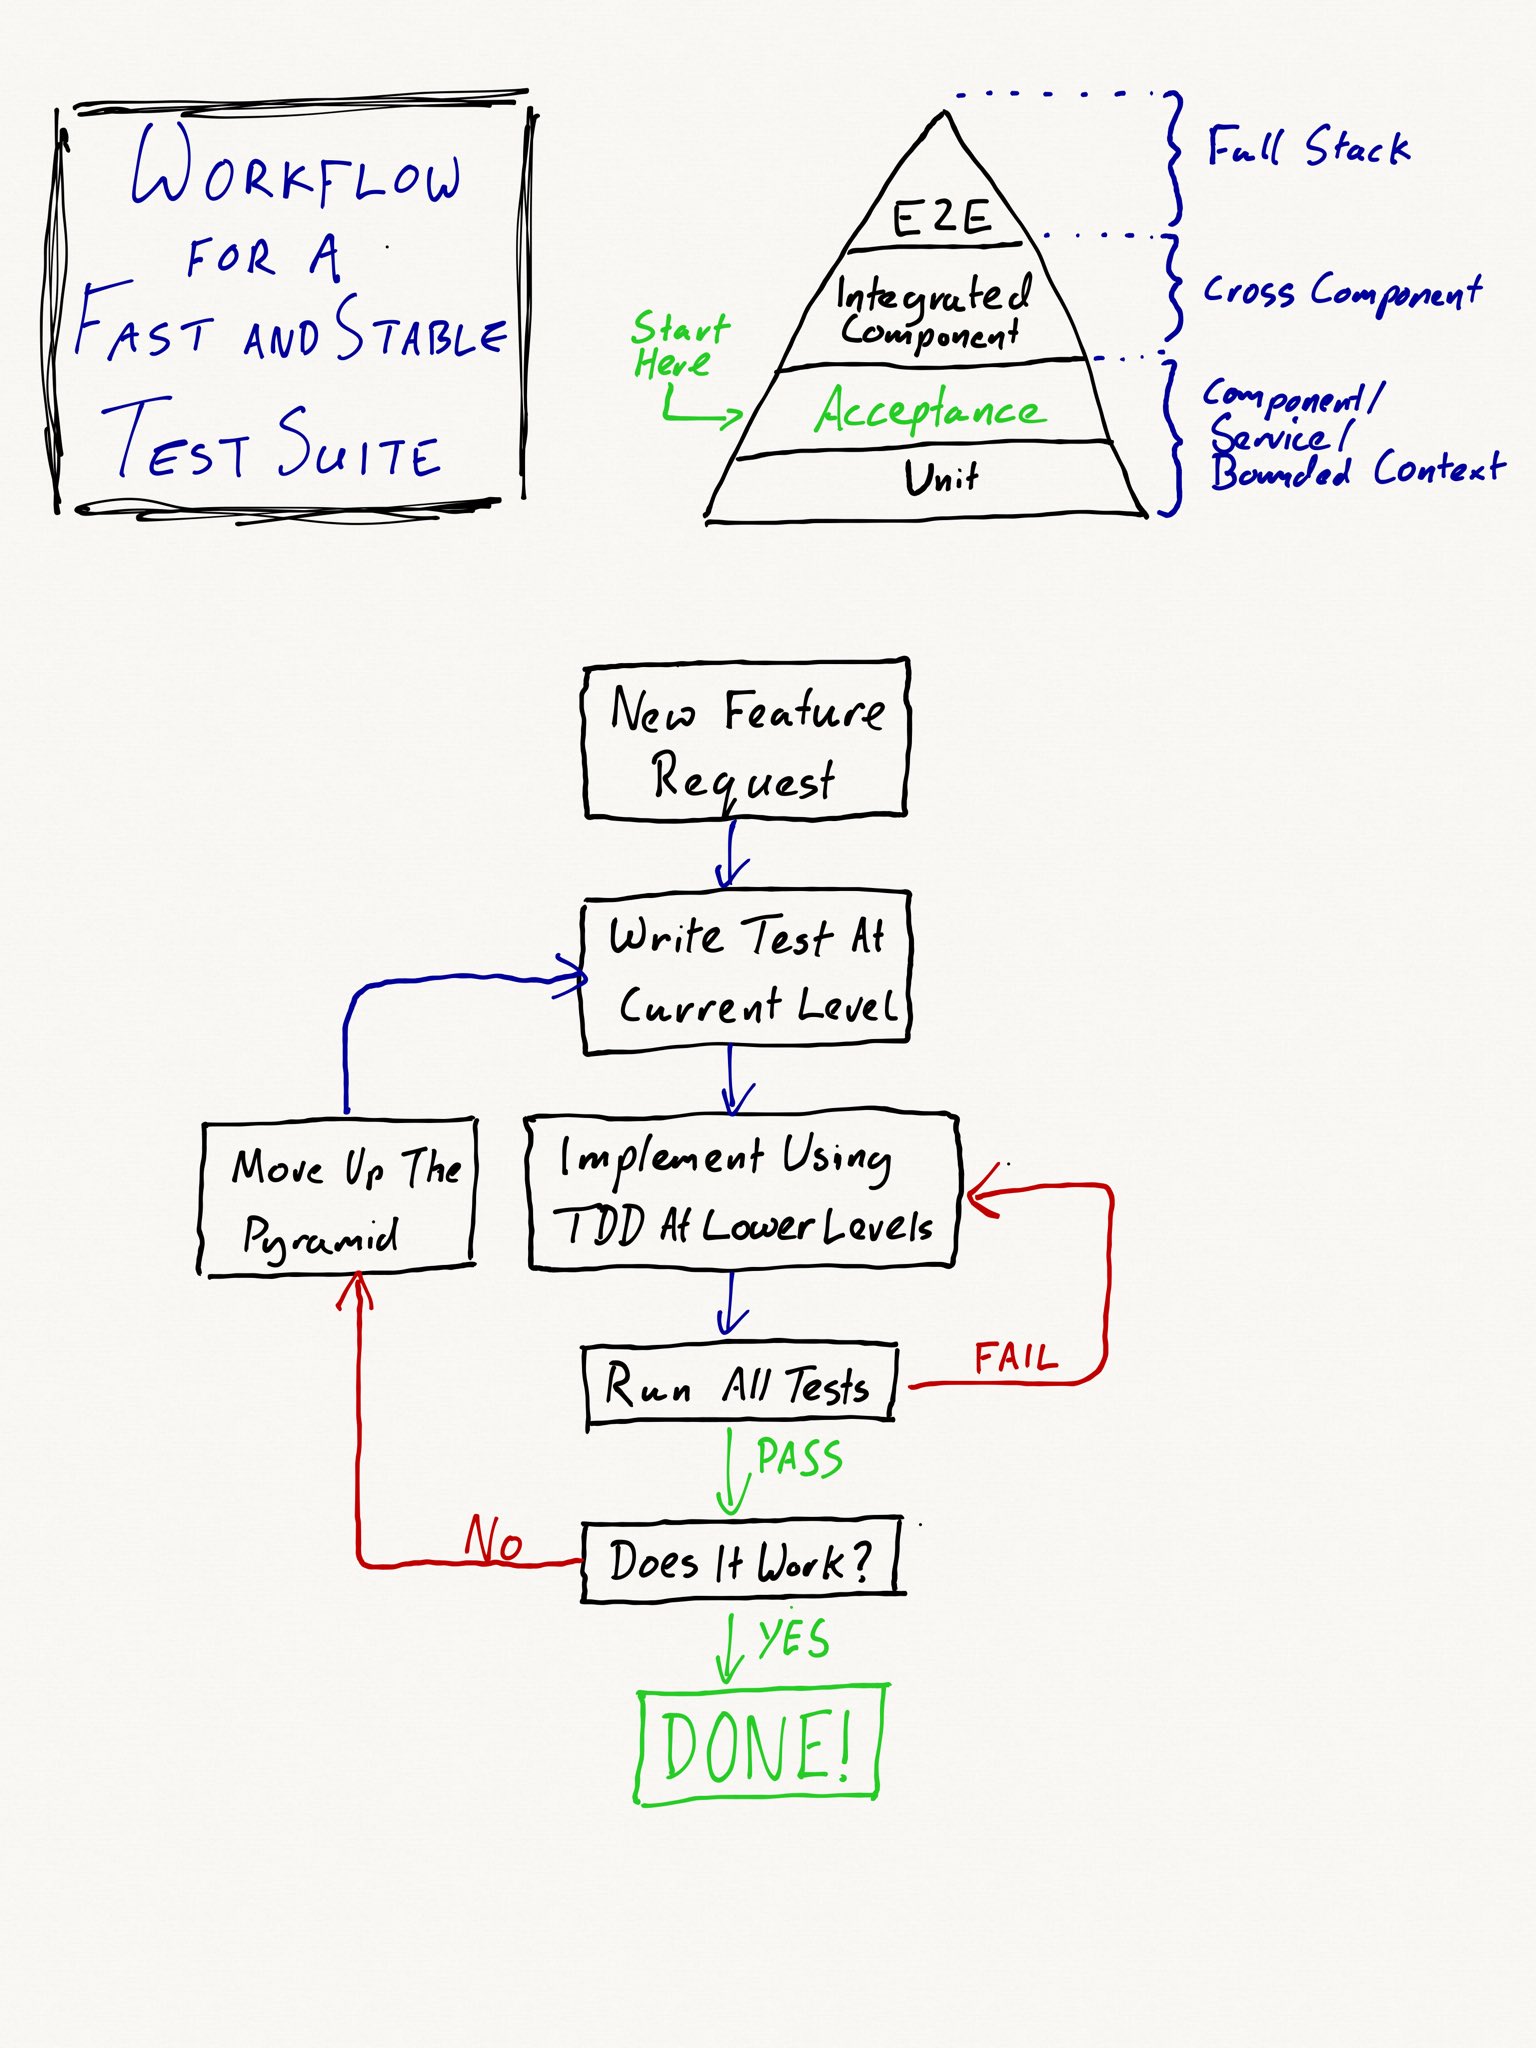 WORKFLOW
FOR A
FAST AND STABLE
TEST SUITE
E2E
Integrated
Component
Acceptance
Unit
Start
Here
Full Stack
Cross Component
Component/
Service/
Bounded Context
New Feature
Request
Write Test At
Current Level
Move Up The
Pyramid
Implement Using
TDD At Lower Levels
Run All Tests
FAIL
PASS
Does It Work?
No
YES
DONE!